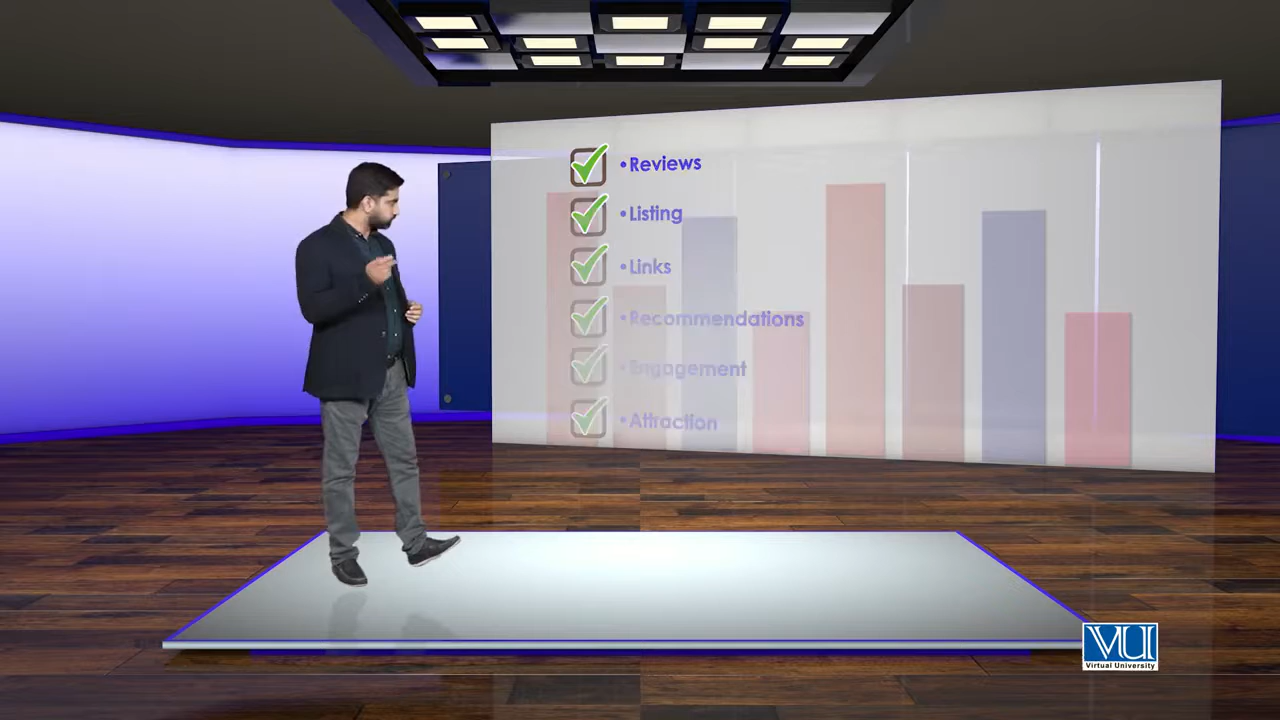 • Reviews
• Listing
• Links
• Recommendations
• Engagement
• Attraction
VU
Virtual University